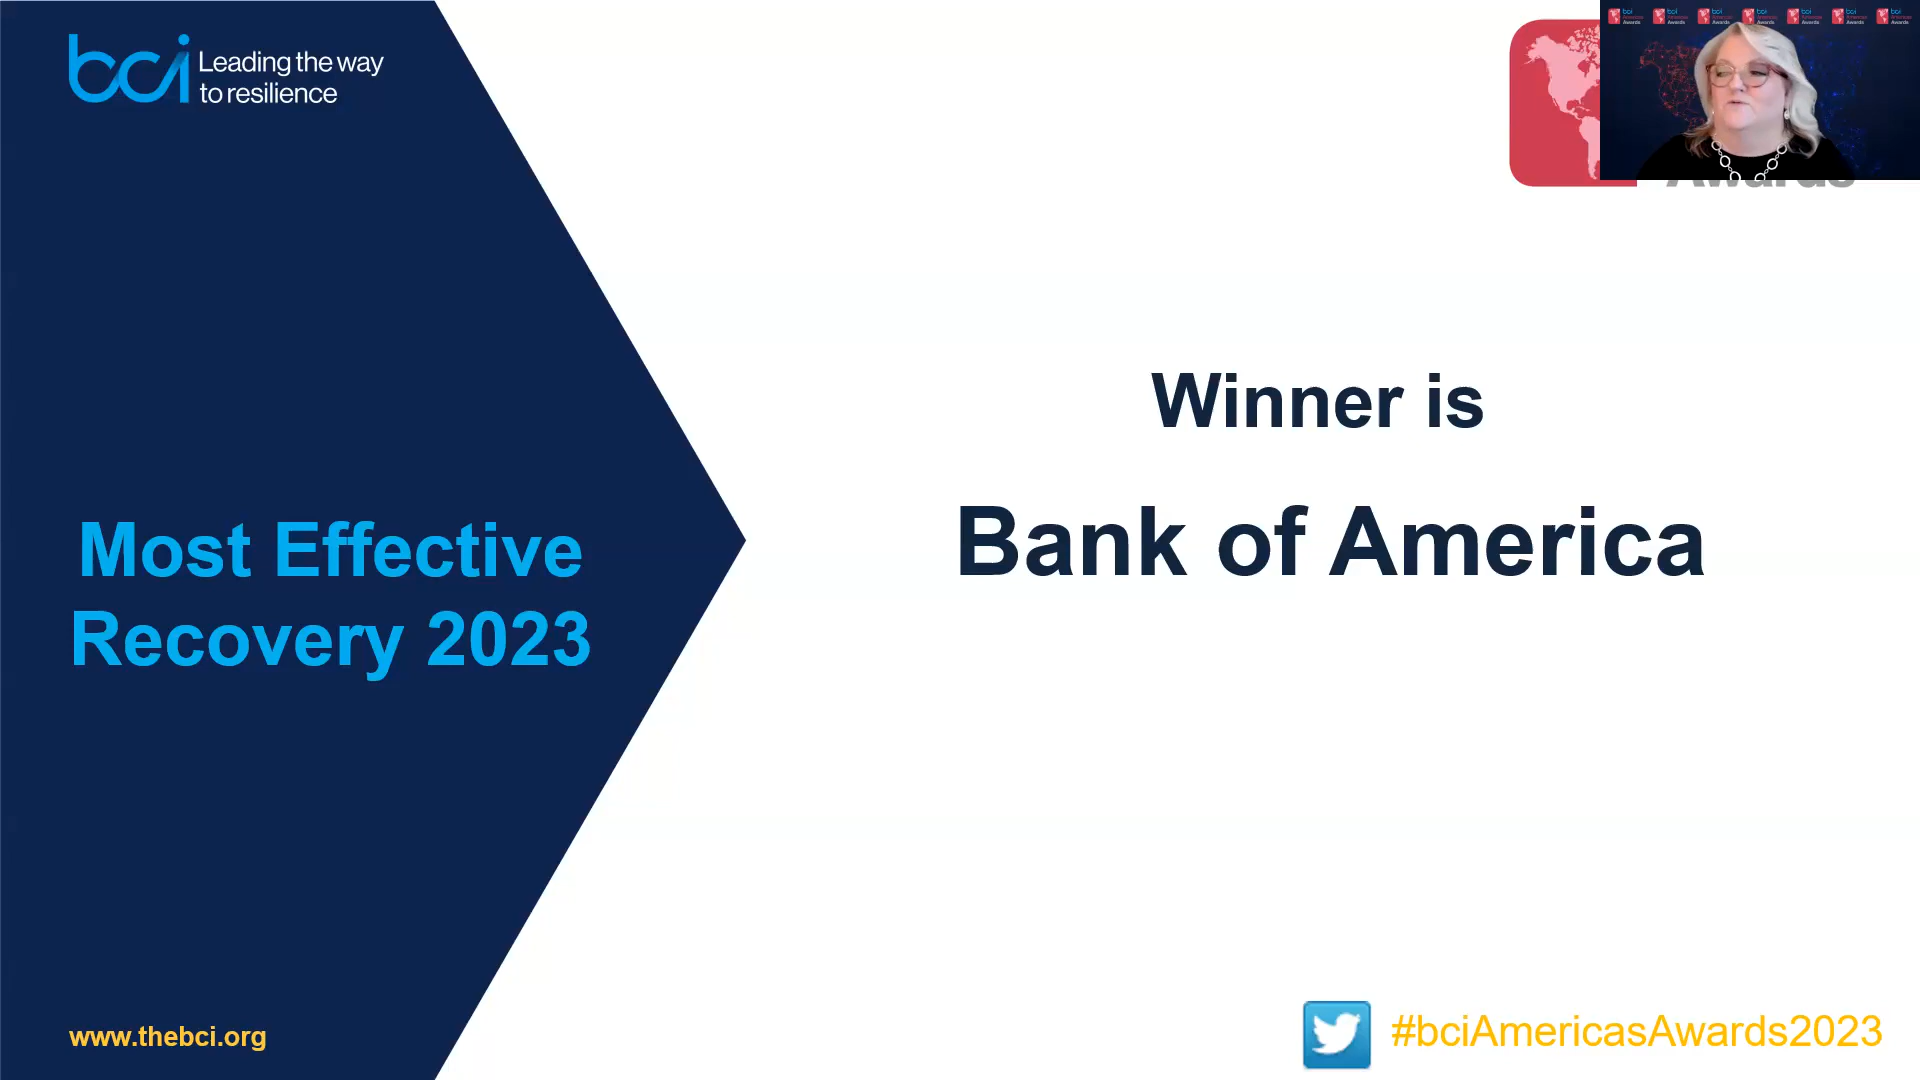 bci Leading the way
to resilience
Awards
Winner is
Bank of America
Most Effective
Recovery 2023
www.thebci.org
#bciAmericasAwards2023